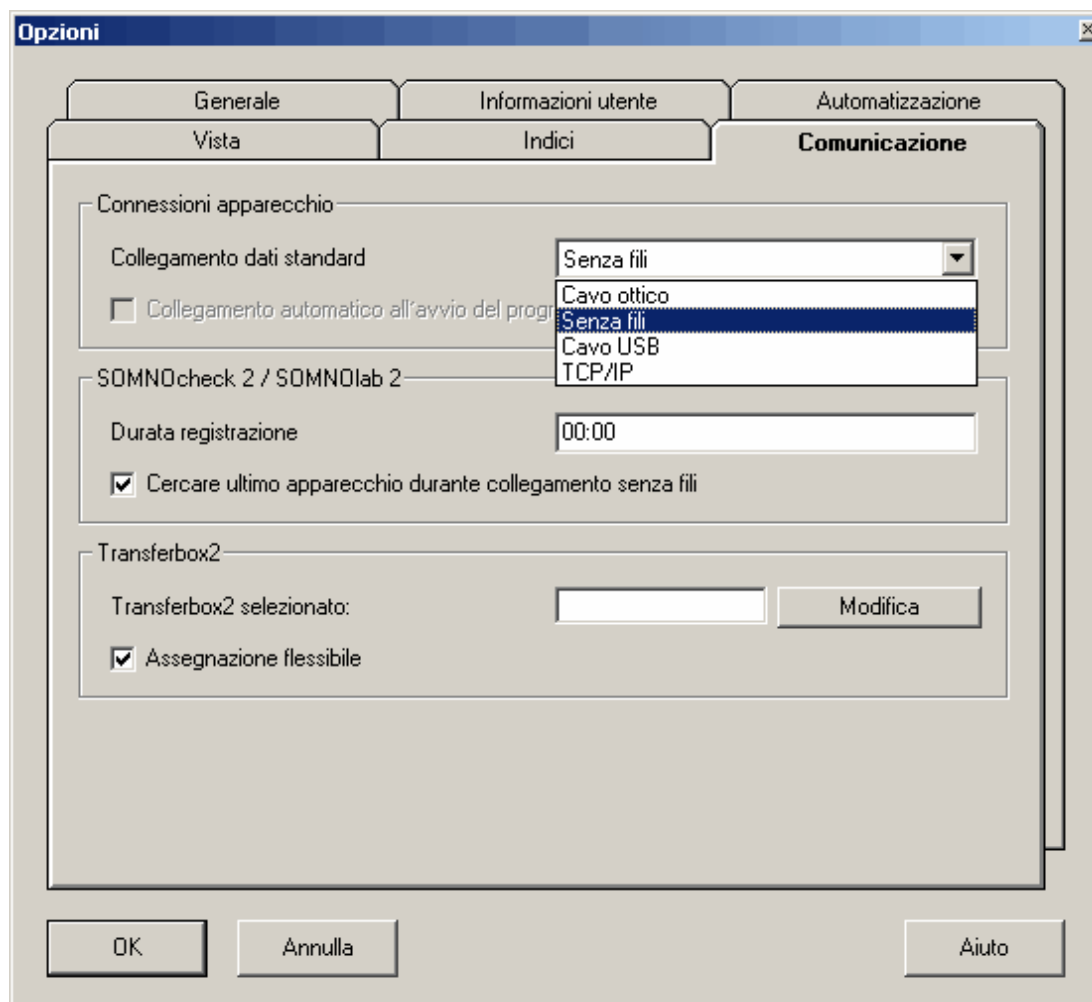 Opzioni
Generale
Informazioni utente
Automatizzazione
Vista
Indici
Comunicazione
Connessioni apparecchio
Collegamento dati standard
Senza fili
Collegamento automatico all´avvio del progr
Cavo ottico
Senza fili
Cavo USB
TCP/IP
SOMNOcheck 2 / SOMNOlab 2
Durata registrazione
00:00
Cercare ultimo apparecchio durante collegamento senza fili
Transferbox2
Transferbox2 selezionato:
Modifica
Assegnazione flessibile
OK
Annulla
Aiuto